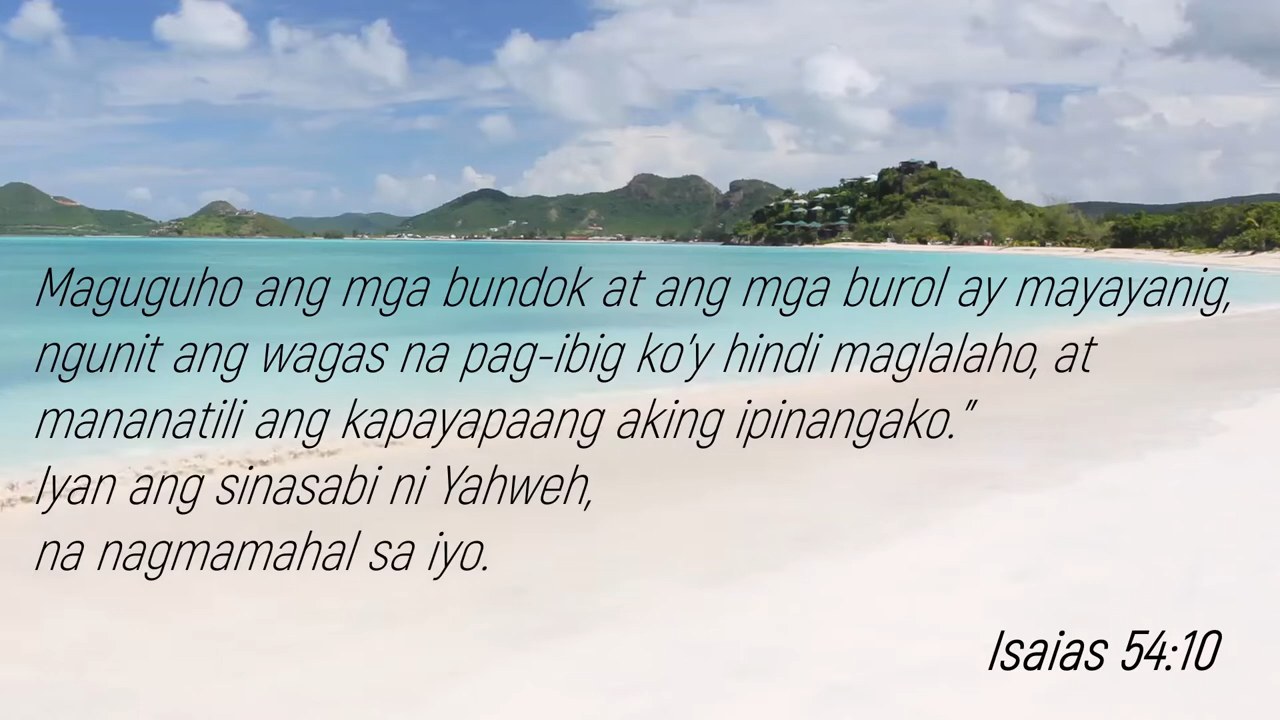 Maguguho ang mga bundok at ang mga burol ay mayayanig,
ngunit ang wagas na pag-ibig ko'y hindi maglalaho, at
mananatili ang kapayapaang aking ipinangako."
Iyan ang sinasabi ni Yahweh,
na nagmamahal sa iyo.
Isaias 54:10